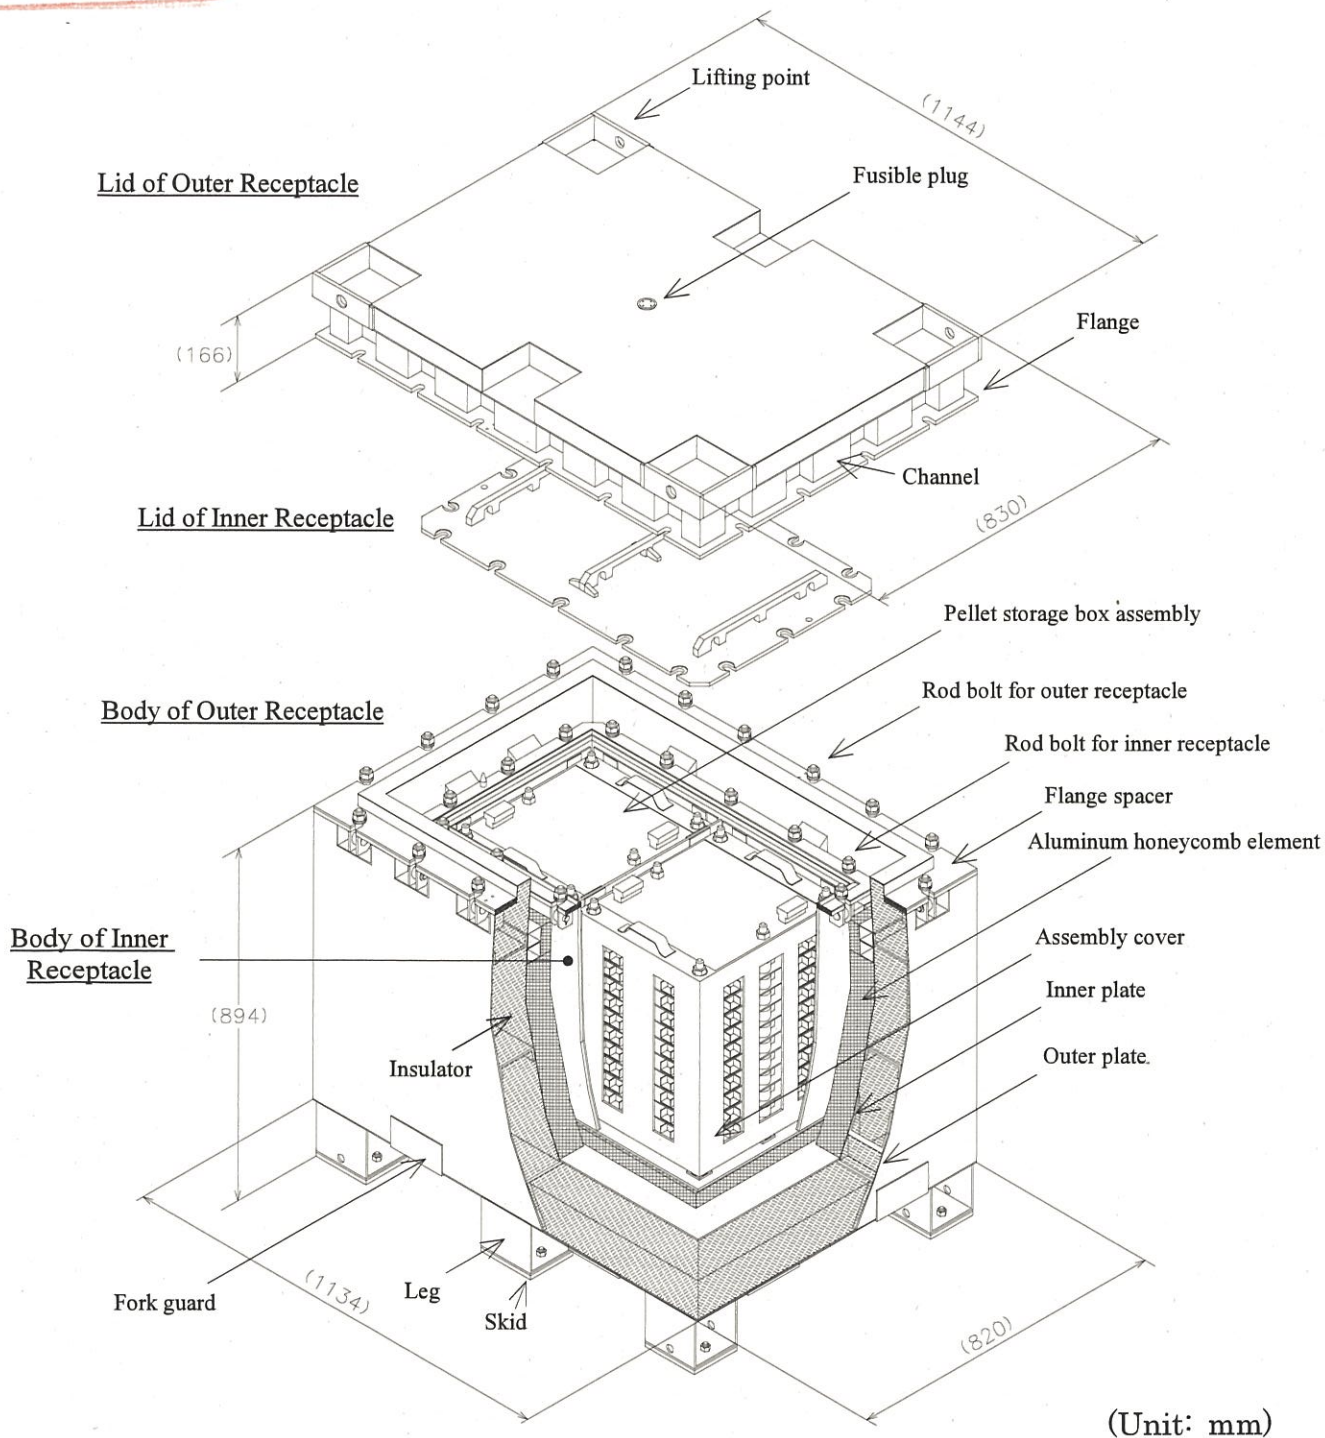 Lifting point
(1144)
Lid of Outer Receptacle
Fusible plug
Flange
(166)
Channel
Lid of Inner Receptacle
(830)
Pellet storage box assembly
Rod bolt for outer receptacle
Body of Outer Receptacle
Rod bolt for inner receptacle
Flange spacer
Aluminum honeycomb element
Body of Inner
Receptacle
Assembly cover
Inner plate
(894)
Outer plate.
Insulator
(1134)
Leg
Fork guard
Skid
(820)
(Unit: mm)